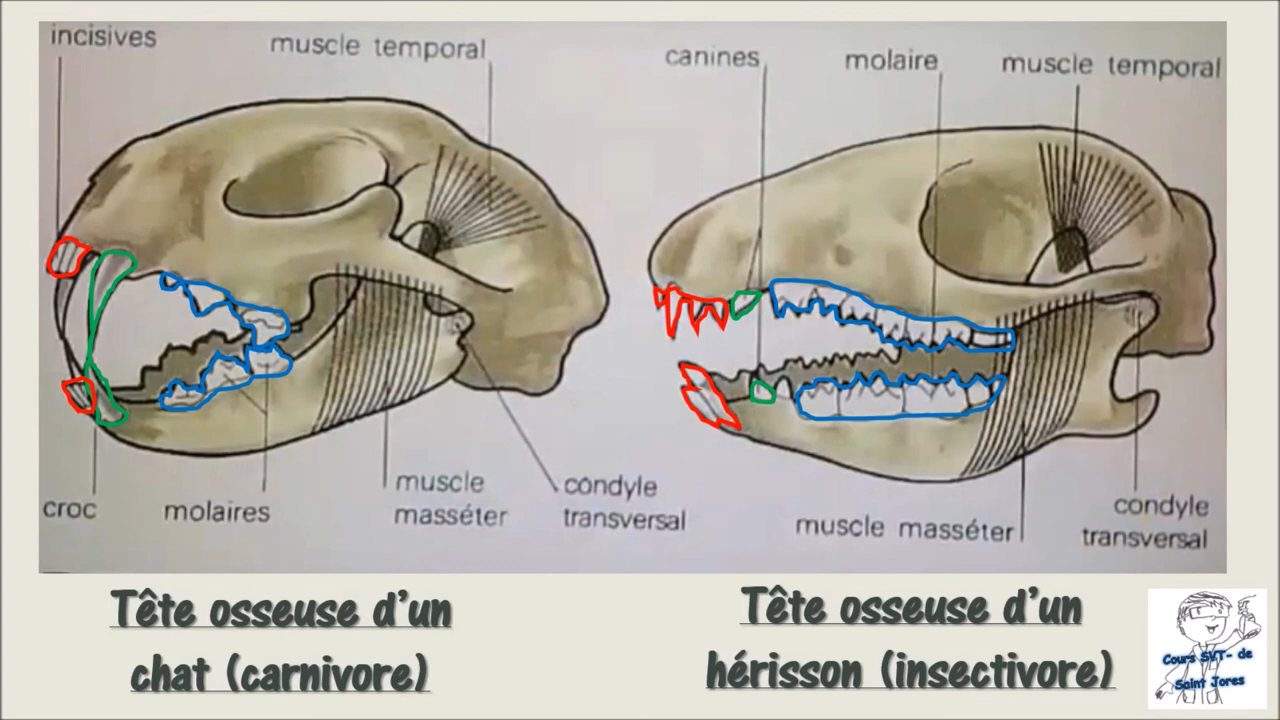 incisives
muscle temporal
canines
molaire
muscle temporal
croc
molaires
muscle
masséter
condyle
transversal
muscle masséter
condyle
transversal
Tête osseuse d'un
chat (carnivore)
Tête osseuse d'un
hérisson (insectivore)
Cours SVT- de
Saint Jores